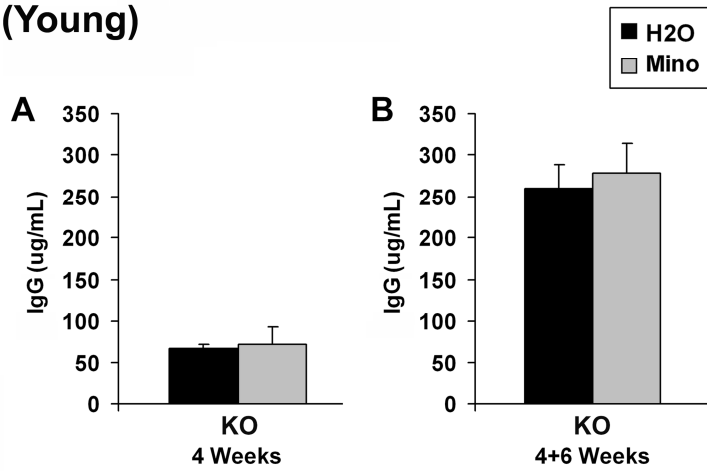 (Young)
H2O
Mino
A
350
300
250
200
150
100
50
0
IgG (ug/mL)
KO
4 Weeks
B
350
300
250
200
150
100
50
0
IgG (ug/mL)
KO
4+6 Weeks